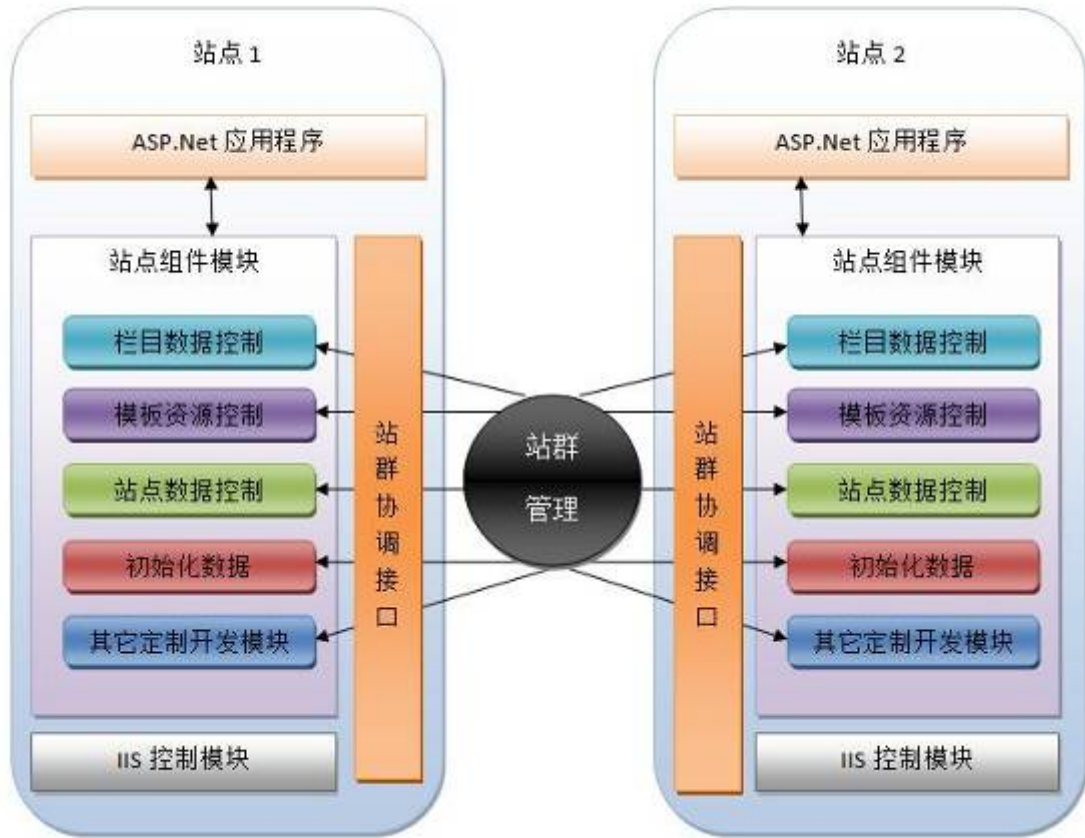 站点 1
ASP.Net 应用程序
站点组件模块
栏目数据控制
模板资源控制
站点数据控制
初始化数据
其它定制开发模块
IIS 控制模块
站群协调接口
站群
管理
站点 2
ASP.Net 应用程序
站群协调接口
站点组件模块
栏目数据控制
模板资源控制
站点数据控制
初始化数据
其它定制开发模块
IIS 控制模块